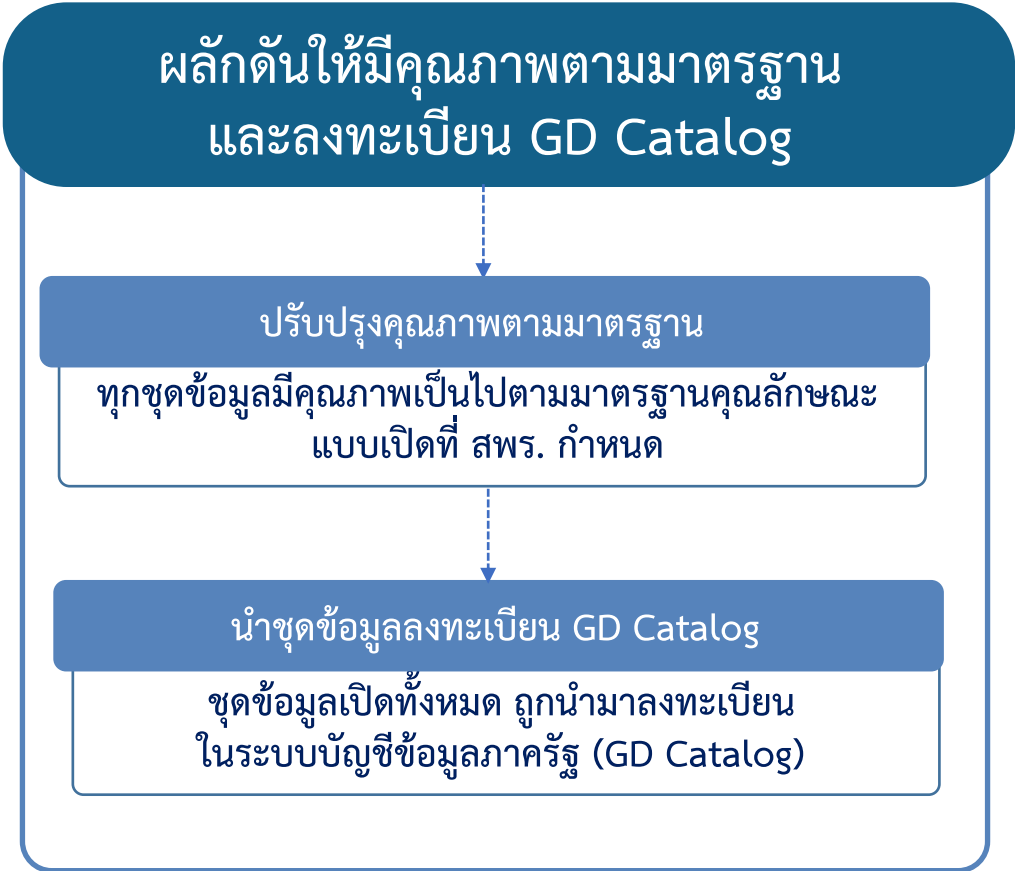 ผลักดันให้มีคุณภาพตามมาตรฐาน
และลงทะเบียน GD Catalog
ปรับปรุงคุณภาพตามมาตรฐาน
ทุกชุดข้อมูลมีคุณภาพเป็นไปตามมาตรฐานคุณลักษณะ
แบบเปิดที่ สพร. กำหนด
นำชุดข้อมูลลงทะเบียน GD Catalog
ชุดข้อมูลเปิดทั้งหมด ถูกนำมาลงทะเบียน
ในระบบบัญชีข้อมูลภาครัฐ (GD Catalog)